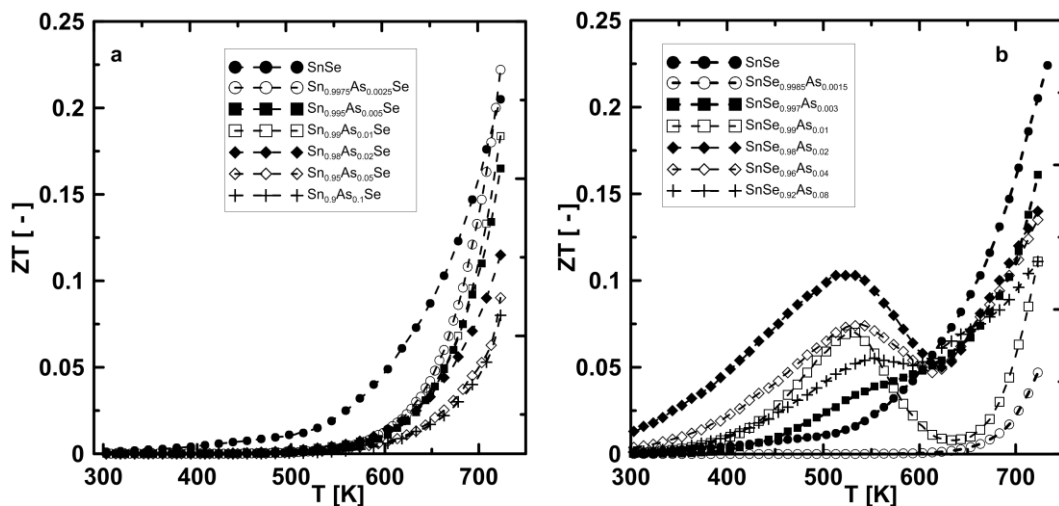 0.25
0.20
0.15
0.1
0.05
0
ZT [ - ]
300
400
500
600
700
T [K]
a
SnSe
Sn0.9975As0.0025Se
Sn0.995As0.005Se
Sn0.99As0.01Se
Sn0.98As0.02Se
Sn0.95As0.05Se
Sn0.9As0.1Se
0.25
0.20
0.15
0.1
0.05
0
ZT [ - ]
300
400
500
600
700
T [K]
b
SnSe
SnSe0.9985As0.0015
SnSe0.997As0.003
SnSe0.99As0.01
SnSe0.98As0.02
SnSe0.96As0.04
SnSe0.92As0.08